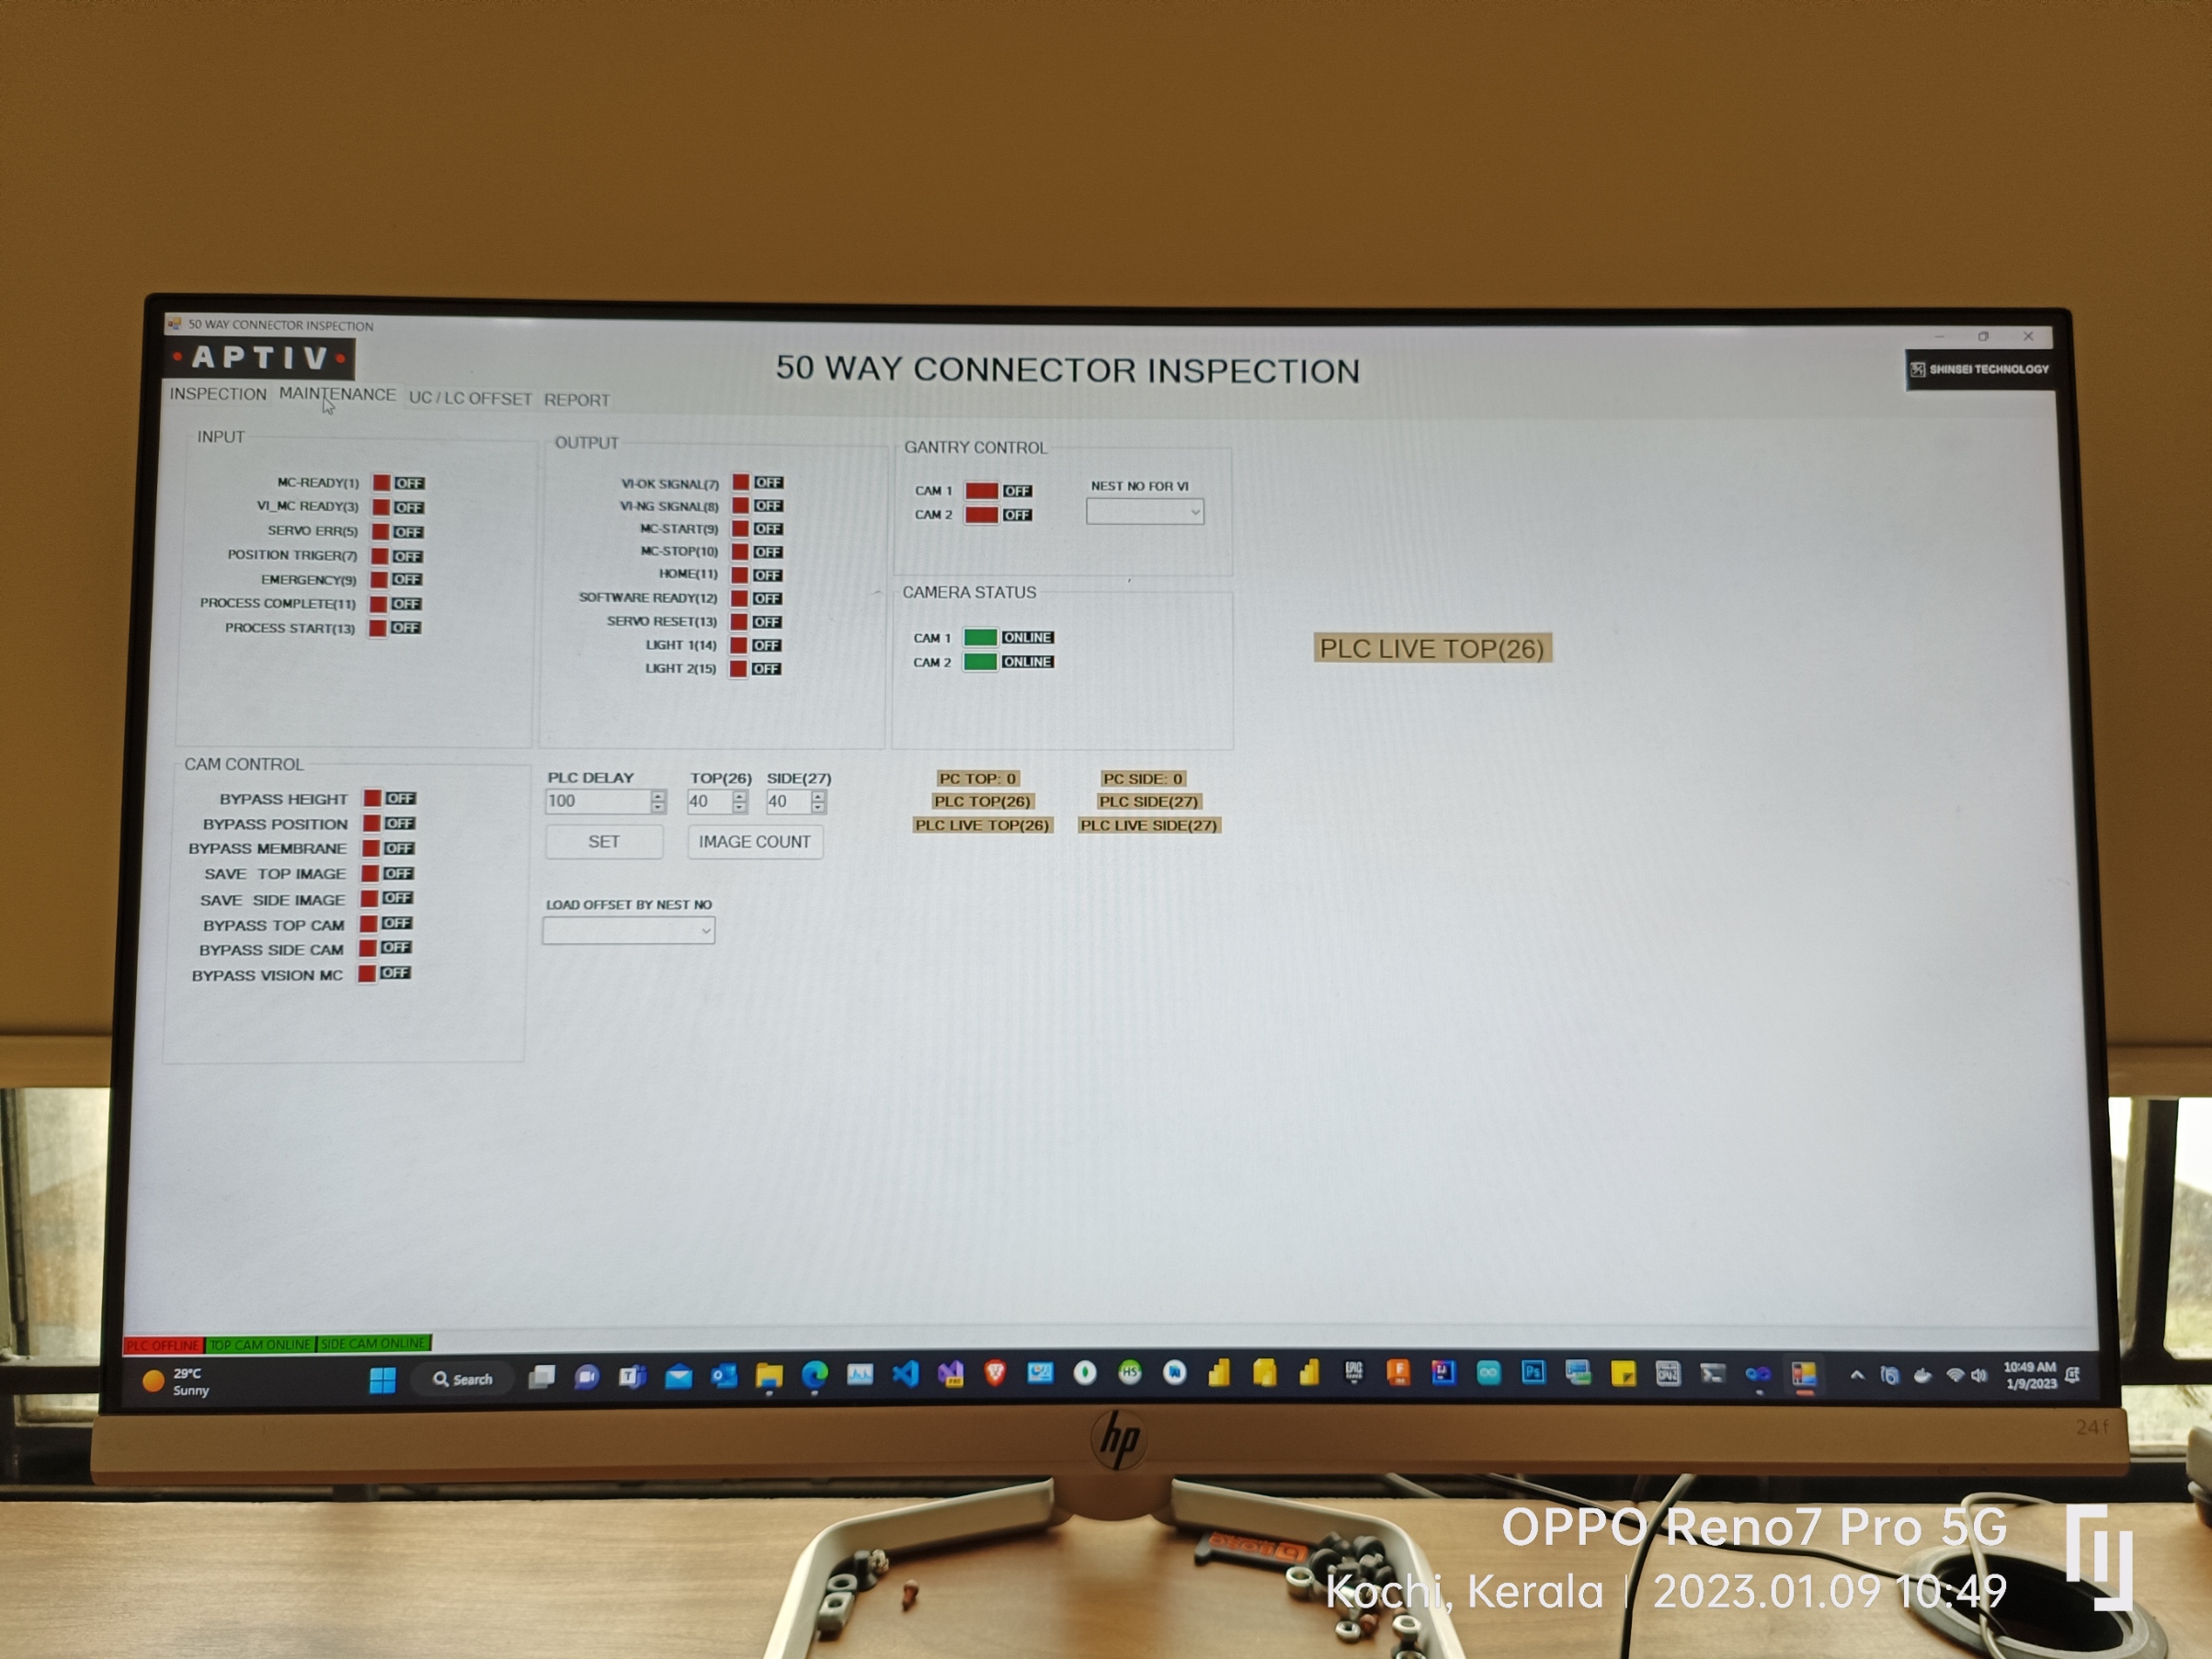 50 WAY CONNECTOR INSPECTION
APTIV
50 WAY CONNECTOR INSPECTION
SHINSEI TECHNOLOGY
INSPECTION MAINTENANCE UC / LC OFFSET REPORT
INPUT
MC-READY(1) OFF
VI_MC READY(3) OFF
SERVO ERR(5) OFF
POSITION TRIGER(7) OFF
EMERGENCY(9) OFF
PROCESS COMPLETE(11) OFF
PROCESS START(13) OFF
OUTPUT
VI-OK SIGNAL(7) OFF
VI-NG SIGNAL(8) OFF
MC-START(9) OFF
MC-STOP(10) OFF
HOME(11) OFF
SOFTWARE READY(12) OFF
SERVO RESET(13) OFF
LIGHT 1(14) OFF
LIGHT 2(15) OFF
GANTRY CONTROL
CAM 1 OFF
CAM 2 OFF
NEST NO FOR VI
CAMERA STATUS
CAM 1 ONLINE
CAM 2 ONLINE
PLC LIVE TOP(26)
CAM CONTROL
BYPASS HEIGHT OFF
BYPASS POSITION OFF
BYPASS MEMBRANE OFF
SAVE TOP IMAGE OFF
SAVE SIDE IMAGE OFF
BYPASS TOP CAM OFF
BYPASS SIDE CAM OFF
BYPASS VISION MC OFF
PLC DELAY TOP(26) SIDE(27)
100 40 40
SET IMAGE COUNT
LOAD OFFSET BY NEST NO
PC TOP: 0 PC SIDE: 0
PLC TOP(26) PLC SIDE(27)
PLC LIVE TOP(26) PLC LIVE SIDE(27)
PLC OFFLINE TOP CAM ONLINE SIDE CAM ONLINE
29°C
Sunny
Search
10:49 AM
1/9/2023
hp
24f
OPPO Reno7 Pro 5G
Kochi, Kerala | 2023.01.09 10:49